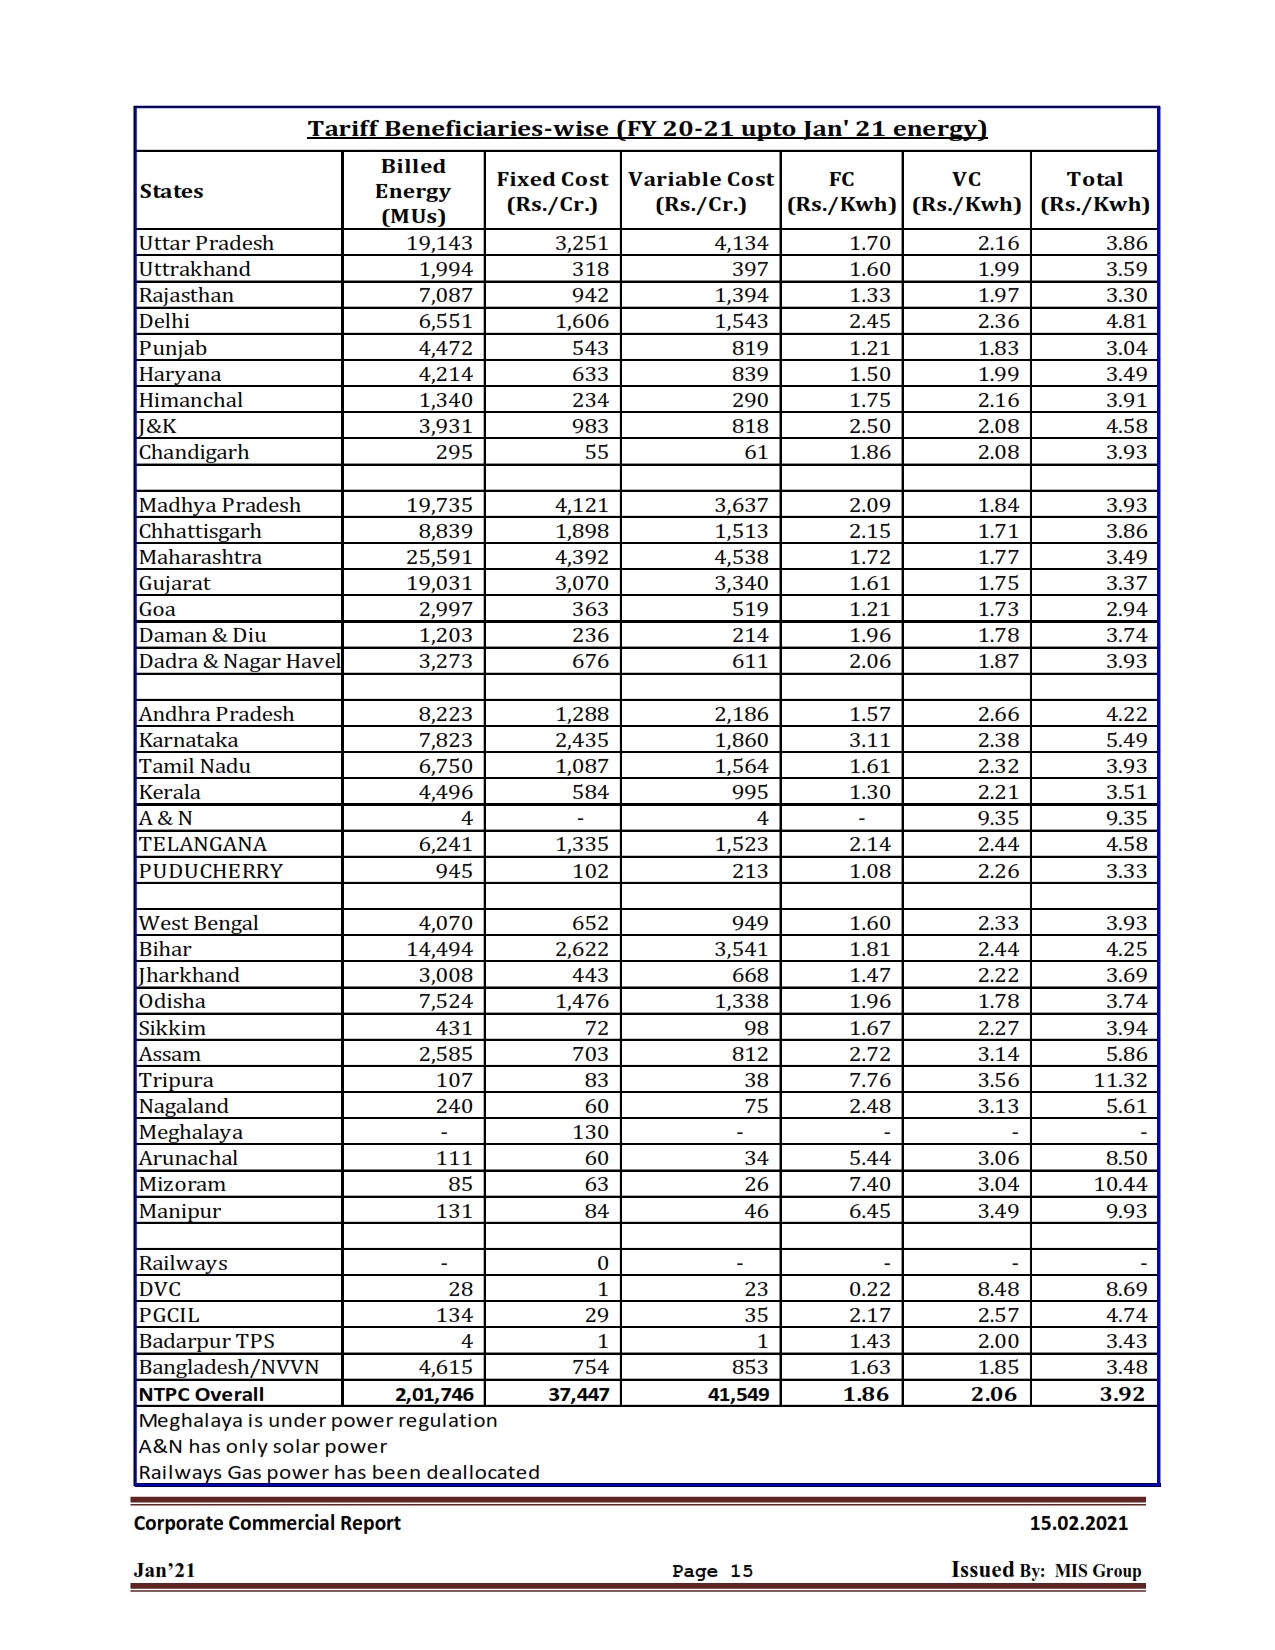 Tariff Beneficiaries-wise (FY 20-21 upto Jan' 21 energy)
States Billed Energy (MUs) Fixed Cost (Rs./Cr.) Variable Cost (Rs./Cr.) FC (Rs./Kwh) VC (Rs./Kwh) Total (Rs./Kwh)
Uttar Pradesh 19,143 3,251 4,134 1.70 2.16 3.86
Uttrakhand 1,994 318 397 1.60 1.99 3.59
Rajasthan 7,087 942 1,394 1.33 1.97 3.30
Delhi 6,551 1,606 1,543 2.45 2.36 4.81
Punjab 4,472 543 819 1.21 1.83 3.04
Haryana 4,214 633 839 1.50 1.99 3.49
Himanchal 1,340 234 290 1.75 2.16 3.91
J&K 3,931 983 818 2.50 2.08 4.58
Chandigarh 295 55 61 1.86 2.08 3.93
Madhya Pradesh 19,735 4,121 3,637 2.09 1.84 3.93
Chhattisgarh 8,839 1,898 1,513 2.15 1.71 3.86
Maharashtra 25,591 4,392 4,538 1.72 1.77 3.49
Gujarat 19,031 3,070 3,340 1.61 1.75 3.37
Goa 2,997 363 519 1.21 1.73 2.94
Daman & Diu 1,203 236 214 1.96 1.78 3.74
Dadra & Nagar Havel 3,273 676 611 2.06 1.87 3.93
Andhra Pradesh 8,223 1,288 2,186 1.57 2.66 4.22
Karnataka 7,823 2,435 1,860 3.11 2.38 5.49
Tamil Nadu 6,750 1,087 1,564 1.61 2.32 3.93
Kerala 4,496 584 995 1.30 2.21 3.51
A & N 4 - 4 - 9.35 9.35
TELANGANA 6,241 1,335 1,523 2.14 2.44 4.58
PUDUCHERRY 945 102 213 1.08 2.26 3.33
West Bengal 4,070 652 949 1.60 2.33 3.93
Bihar 14,494 2,622 3,541 1.81 2.44 4.25
Jharkhand 3,008 443 668 1.47 2.22 3.69
Odisha 7,524 1,476 1,338 1.96 1.78 3.74
Sikkim 431 72 98 1.67 2.27 3.94
Assam 2,585 703 812 2.72 3.14 5.86
Tripura 107 83 38 7.76 3.56 11.32
Nagaland 240 60 75 2.48 3.13 5.61
Meghalaya - 130 - - - -
Arunachal 111 60 34 5.44 3.06 8.50
Mizoram 85 63 26 7.40 3.04 10.44
Manipur 131 84 46 6.45 3.49 9.93
Railways - 0 - - - -
DVC 28 1 23 0.22 8.48 8.69
PGCIL 134 29 35 2.17 2.57 4.74
Badarpur TPS 4 1 1 1.43 2.00 3.43
Bangladesh/NVVN 4,615 754 853 1.63 1.85 3.48
NTPC Overall 2,01,746 37,447 41,549 1.86 2.06 3.92
Meghalaya is under power regulation
A&N has only solar power
Railways Gas power has been deallocated
Corporate Commercial Report 15.02.2021
Jan’21 Page 15 Issued By: MIS Group